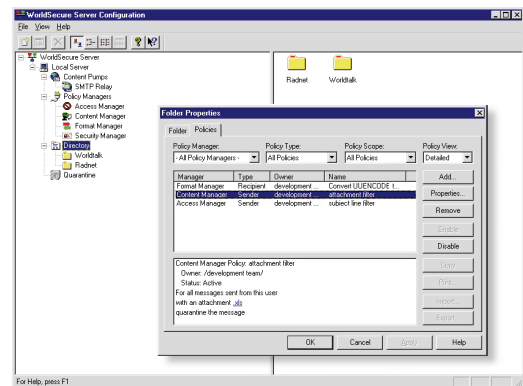 WorldSecure Server Configuration
File View Help
WorldSecure Server
Local Server
Content Pumps
SMTP Relay
Policy Managers
Access Manager
Content Manager
Format Manager
Security Manager
Directory
Worldtalk
Radnet
Quarantine
Radnet Worldtalk
Folder Properties
Folder Policies
Policy Manager: Policy Type: Policy Scope: Policy View:
- All Policy Managers - All Policies All Policies Detailed
Manager Type Owner Name
Format Manager Recipient development ... Convert UUENCODE t...
Content Manager Sender development ... attachment filter
Access Manager Sender development ... subject line filter
Add...
Properties...
Remove
Enable
Disable
Copy
Print...
Import...
Export...
Content Manager Policy: attachment filter
Owner: /development team/
Status: Active
For all messages sent from this user
with an attachment .xls
quarantine the message
OK Cancel Apply Help
For Help, press F1